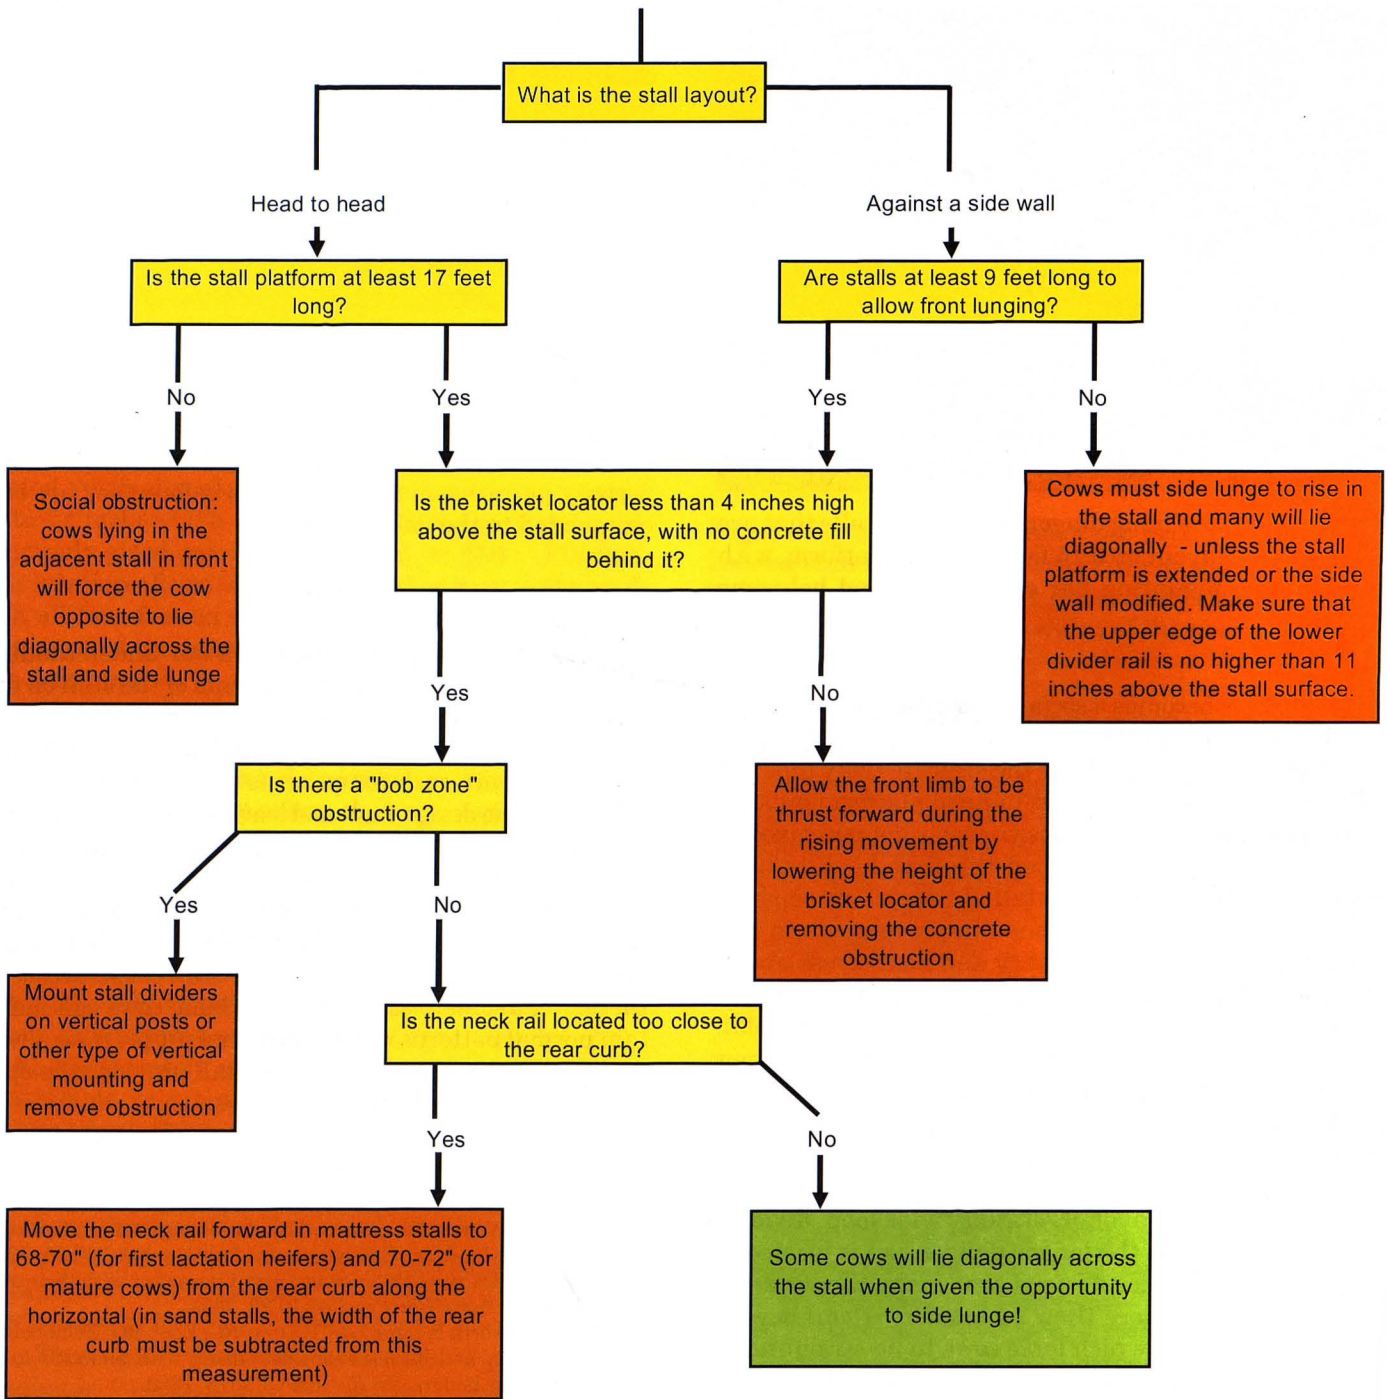 What is the stall layout?
Head to head
Against a side wall
Is the stall platform at least 17 feet
long?
Are stalls at least 9 feet long to
allow front lunging?
No
Yes
Yes
No
Social obstruction:
cows lying in the
adjacent stall in front
will force the cow
opposite to lie
diagonally across the
stall and side lunge
Is the brisket locator less than 4 inches high
above the stall surface, with no concrete fill
behind it?
Cows must side lunge to rise in
the stall and many will lie
diagonally - unless the stall
platform is extended or the side
wall modified. Make sure that
the upper edge of the lower
divider rail is no higher than 11
inches above the stall surface.
Yes
No
Is there a "bob zone"
obstruction?
Allow the front limb to be
thrust forward during the
rising movement by
lowering the height of the
brisket locator and
removing the concrete
obstruction
Yes
No
Mount stall dividers
on vertical posts or
other type of vertical
mounting and
remove obstruction
Is the neck rail located too close to
the rear curb?
Yes
No
Move the neck rail forward in mattress stalls to
68-70" (for first lactation heifers) and 70-72" (for
mature cows) from the rear curb along the
horizontal (in sand stalls, the width of the rear
curb must be subtracted from this
measurement)
Some cows will lie diagonally across
the stall when given the opportunity
to side lunge!